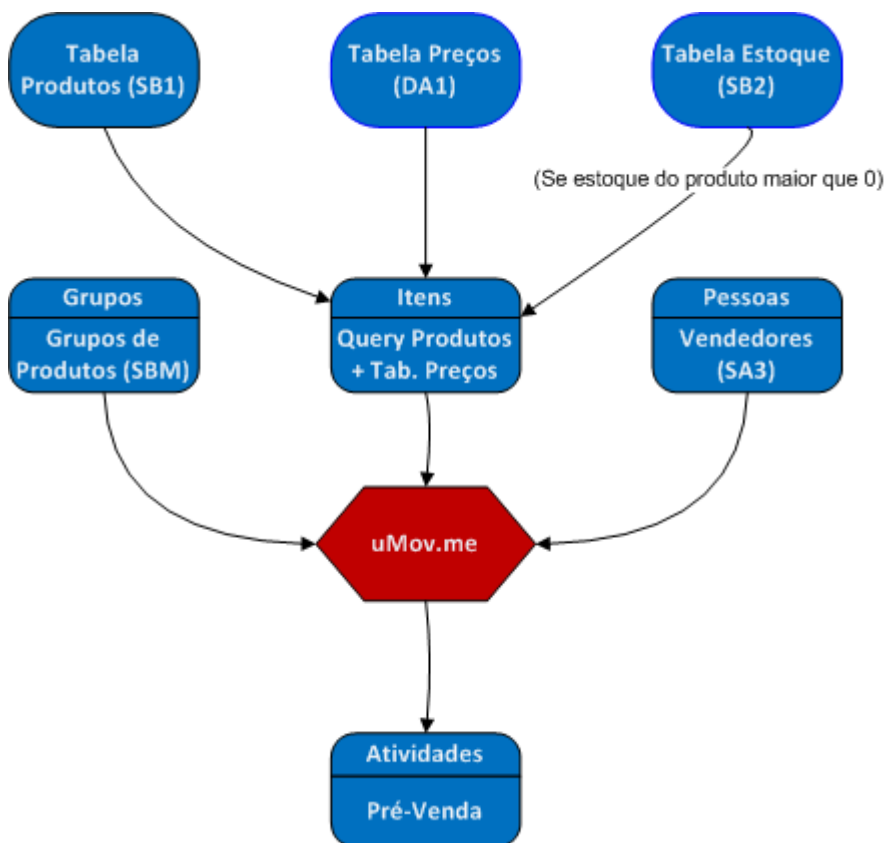 Tabela
Produtos (SB1)
Tabela Preços
(DA1)
Tabela Estoque
(SB2)
(Se estoque do produto maior que 0)
Grupos
Grupos de
Produtos (SBM)
Itens
Query Produtos
+ Tab. Preços
Pessoas
Vendedores
(SA3)
uMov.me
Atividades
Pré-Venda